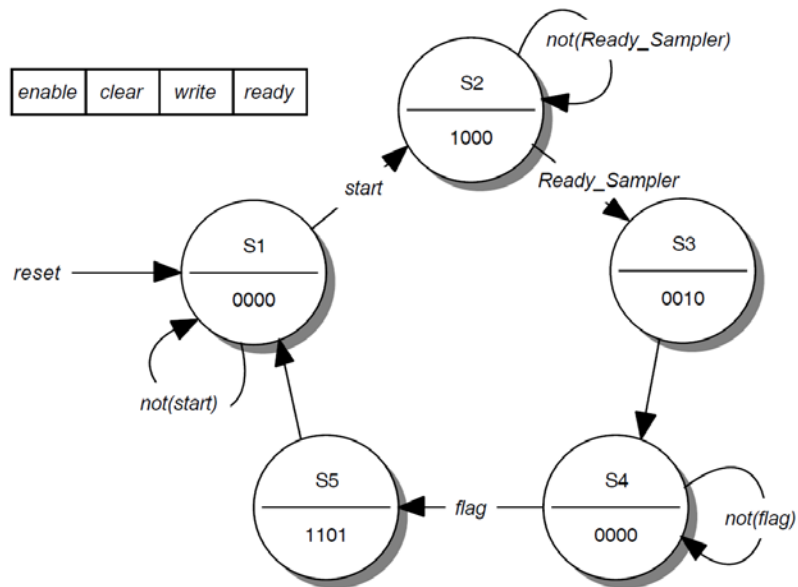 enable clear write ready
not(Ready_Sampler)
S2
1000
start
Ready_Sampler
S1
0000
reset
S3
0010
not(start)
S5
1101
flag
S4
0000
not(flag)